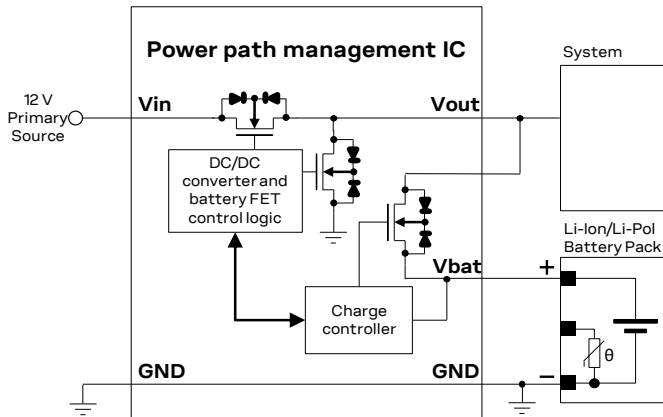 Power path management IC
System
12 V
Primary
Source
Vin
Vout
DC/DC
converter and
battery FET
control logic
Li-Ion/Li-Pol
Battery Pack
Vbat
+
Charge
controller
θ
GND
GND
–